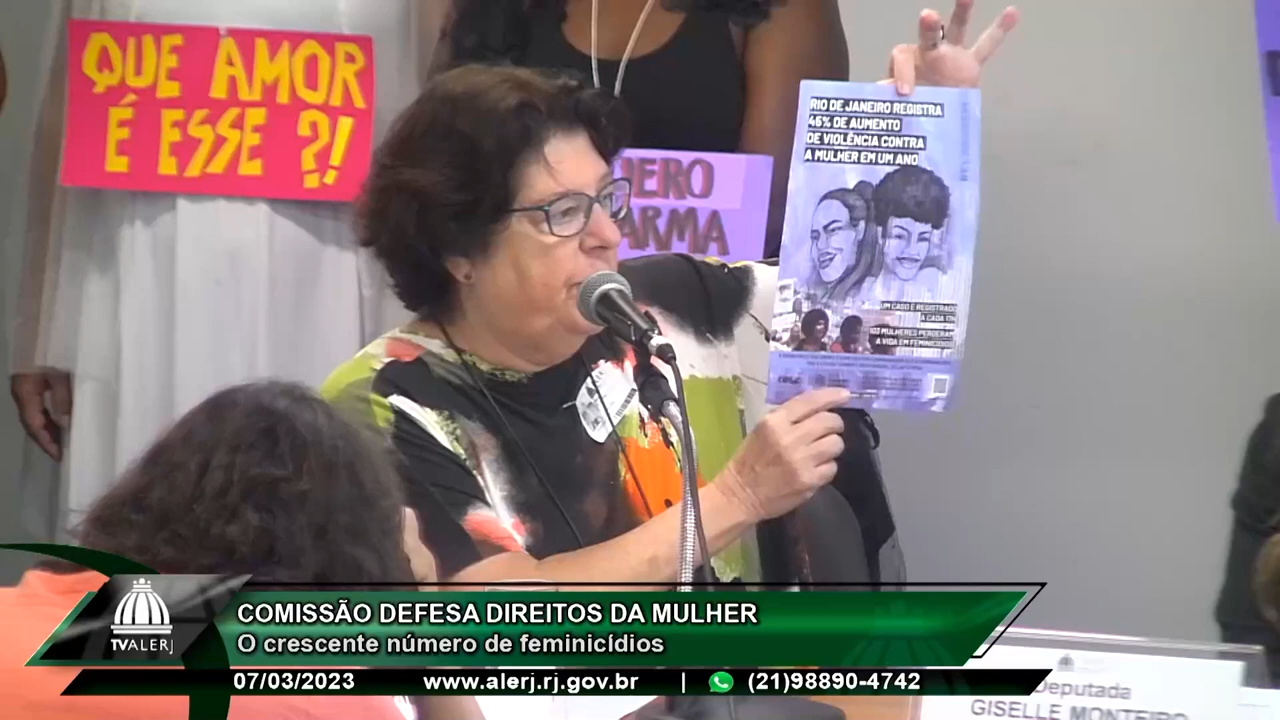 QUE AMOR
É ESSE ?!
ARMA
RIO DE JANEIRO REGISTRA
46% DE AUMENTO
DE VIOLÊNCIA CONTRA
A MULHER EM UM ANO
UM CASO É REGISTRADO
A CADA
103 MULHERES PERDERAM
A VIDA EM FEMINICÍDIOS
COMISSÃO DEFESA DIREITOS DA MULHER
O crescente número de feminicídios
TVALERJ
07/03/2023 www.alerj.rj.gov.br | (21)98890-4742
Deputada
GISELLE MONTEIRO